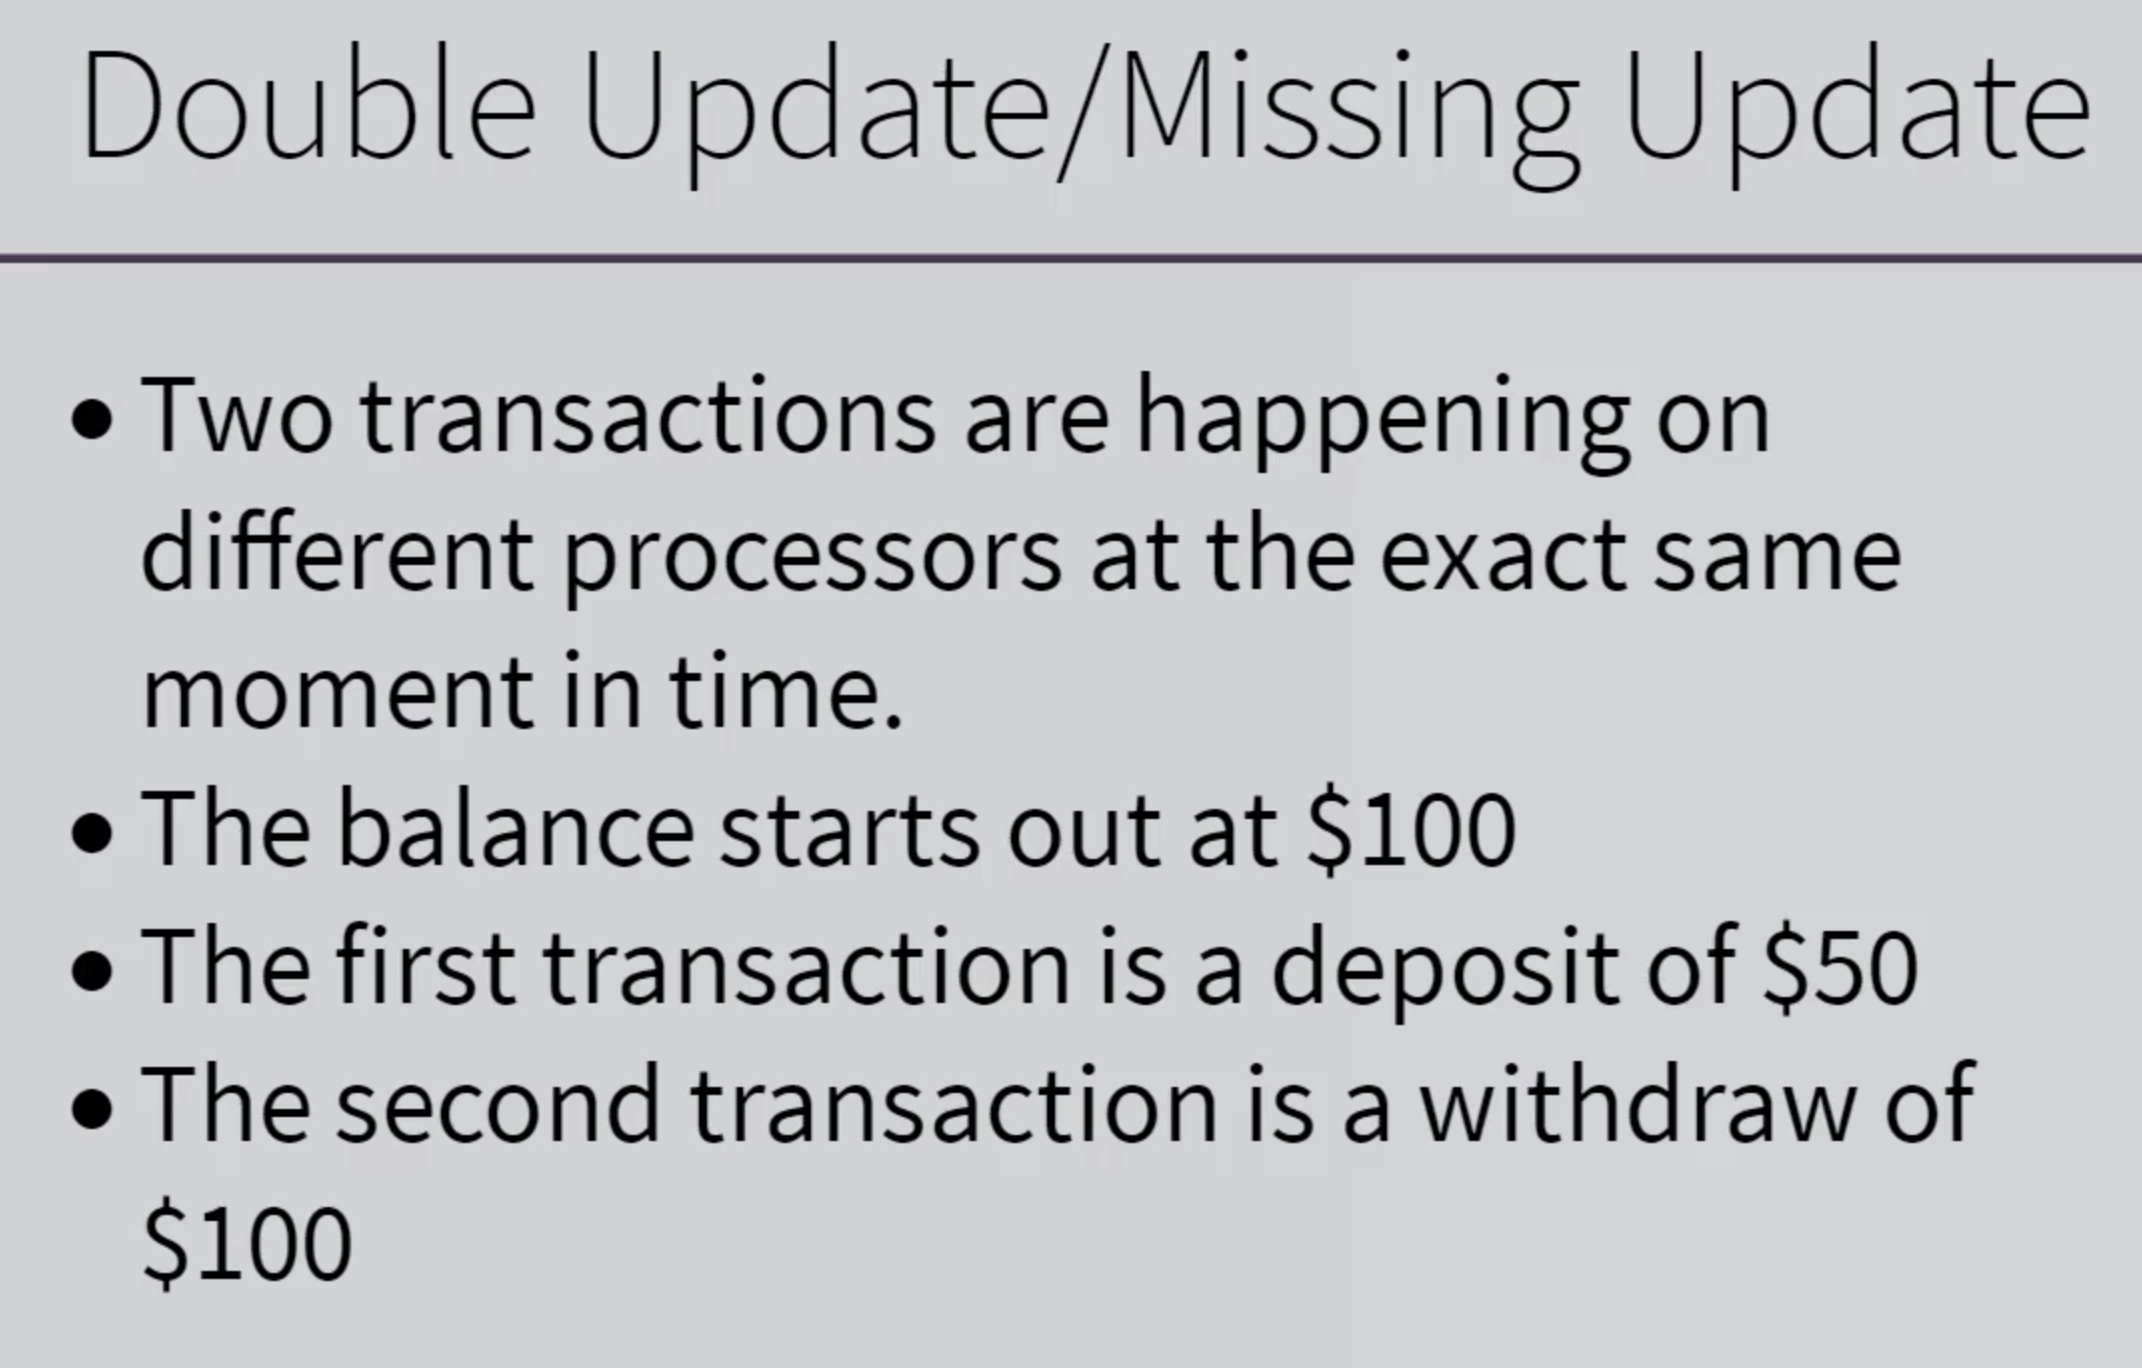 Double Update/Missing Update
• Two transactions are happening on
different processors at the exact same
moment in time.
• The balance starts out at $100
• The first transaction is a deposit of $50
• The second transaction is a withdraw of
$100